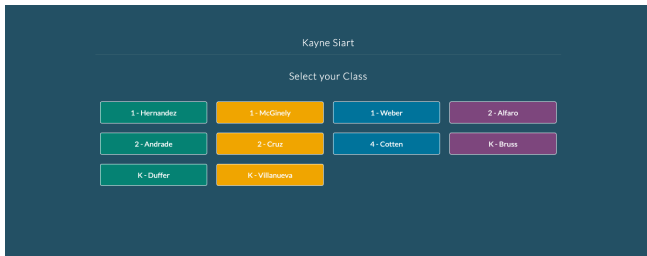 Kayne Siart
Select your Class
1 - Hernandez
1 - McGinely
1 - Weber
2 - Alfaro
2 - Andrade
2 - Cruz
4 - Cotten
K - Bruss
K - Duffer
K - Villanueva